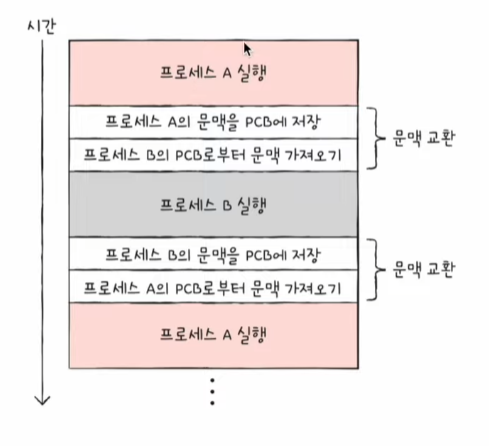 시간
프로세스 A 실행
프로세스 A의 문맥을 PCB에 저장
프로세스 B의 PCB로부터 문맥 가져오기
문맥 교환
프로세스 B 실행
프로세스 B의 문맥을 PCB에 저장
프로세스 A의 PCB로부터 문맥 가져오기
문맥 교환
프로세스 A 실행